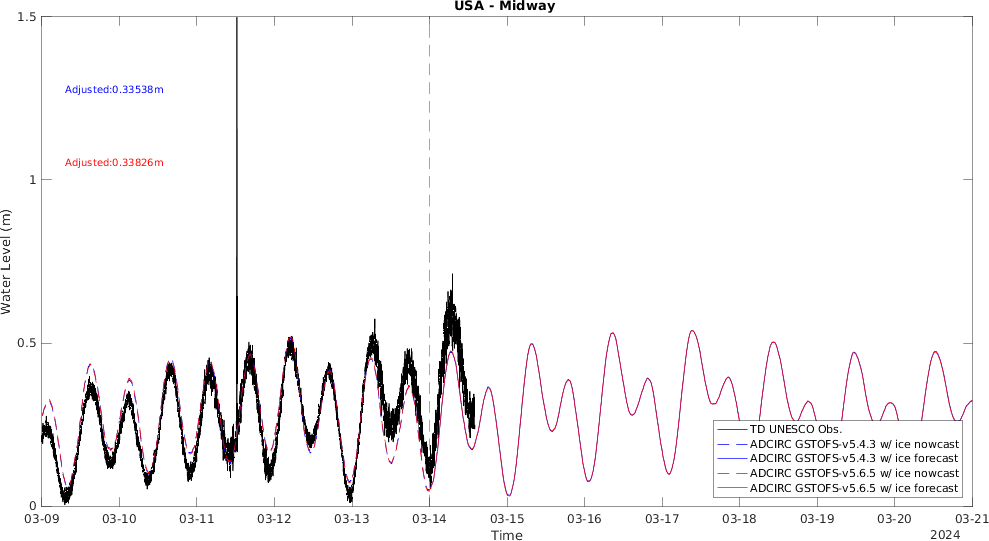 USA - Midway
1.5
Adjusted:0.33538m
Adjusted:0.33826m
1
Water Level (m)
0.5
TD UNESCO Obs.
ADCIRC GSTOFS-v5.4.3 w/ ice nowcast
ADCIRC GSTOFS-v5.4.3 w/ ice forecast
ADCIRC GSTOFS-v5.6.5 w/ ice nowcast
ADCIRC GSTOFS-v5.6.5 w/ ice forecast
0
03-09 03-10 03-11 03-12 03-13 03-14 03-15 03-16 03-17 03-18 03-19 03-20 03-21
Time
2024